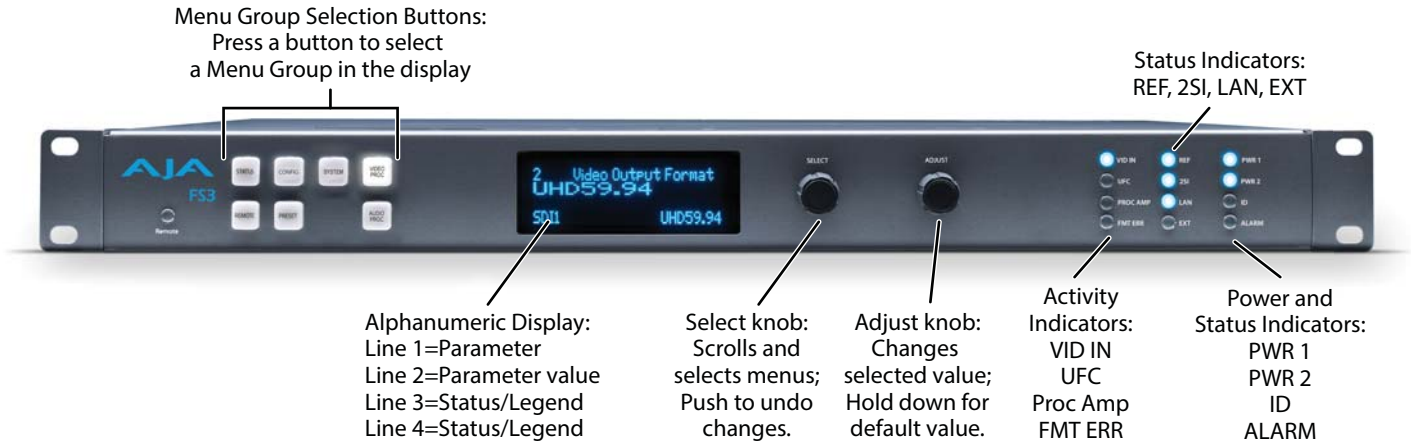 Menu Group Selection Buttons:
Press a button to select
a Menu Group in the display
Status Indicators:
REF, 2SI, LAN, EXT
AJA
FS3
Remote
STATUS
CONFIG
SYSTEM
VIDEO
PROC
REMOTE
PRESET
AUDIO
PROC
2 Video Output Format
UHD59.94
SDI1 UHD59.94
SELECT
ADJUST
VID IN
UFC
PROC AMP
FMT ERR
REF
2SI
LAN
EXT
PWR 1
PWR 2
ID
ALARM
Alphanumeric Display:
Line 1=Parameter
Line 2=Parameter value
Line 3=Status/Legend
Line 4=Status/Legend
Select knob:
Scrolls and
selects menus;
Push to undo
changes.
Adjust knob:
Changes
selected value;
Hold down for
default value.
Activity
Indicators:
VID IN
UFC
Proc Amp
FMT ERR
Power and
Status Indicators:
PWR 1
PWR 2
ID
ALARM